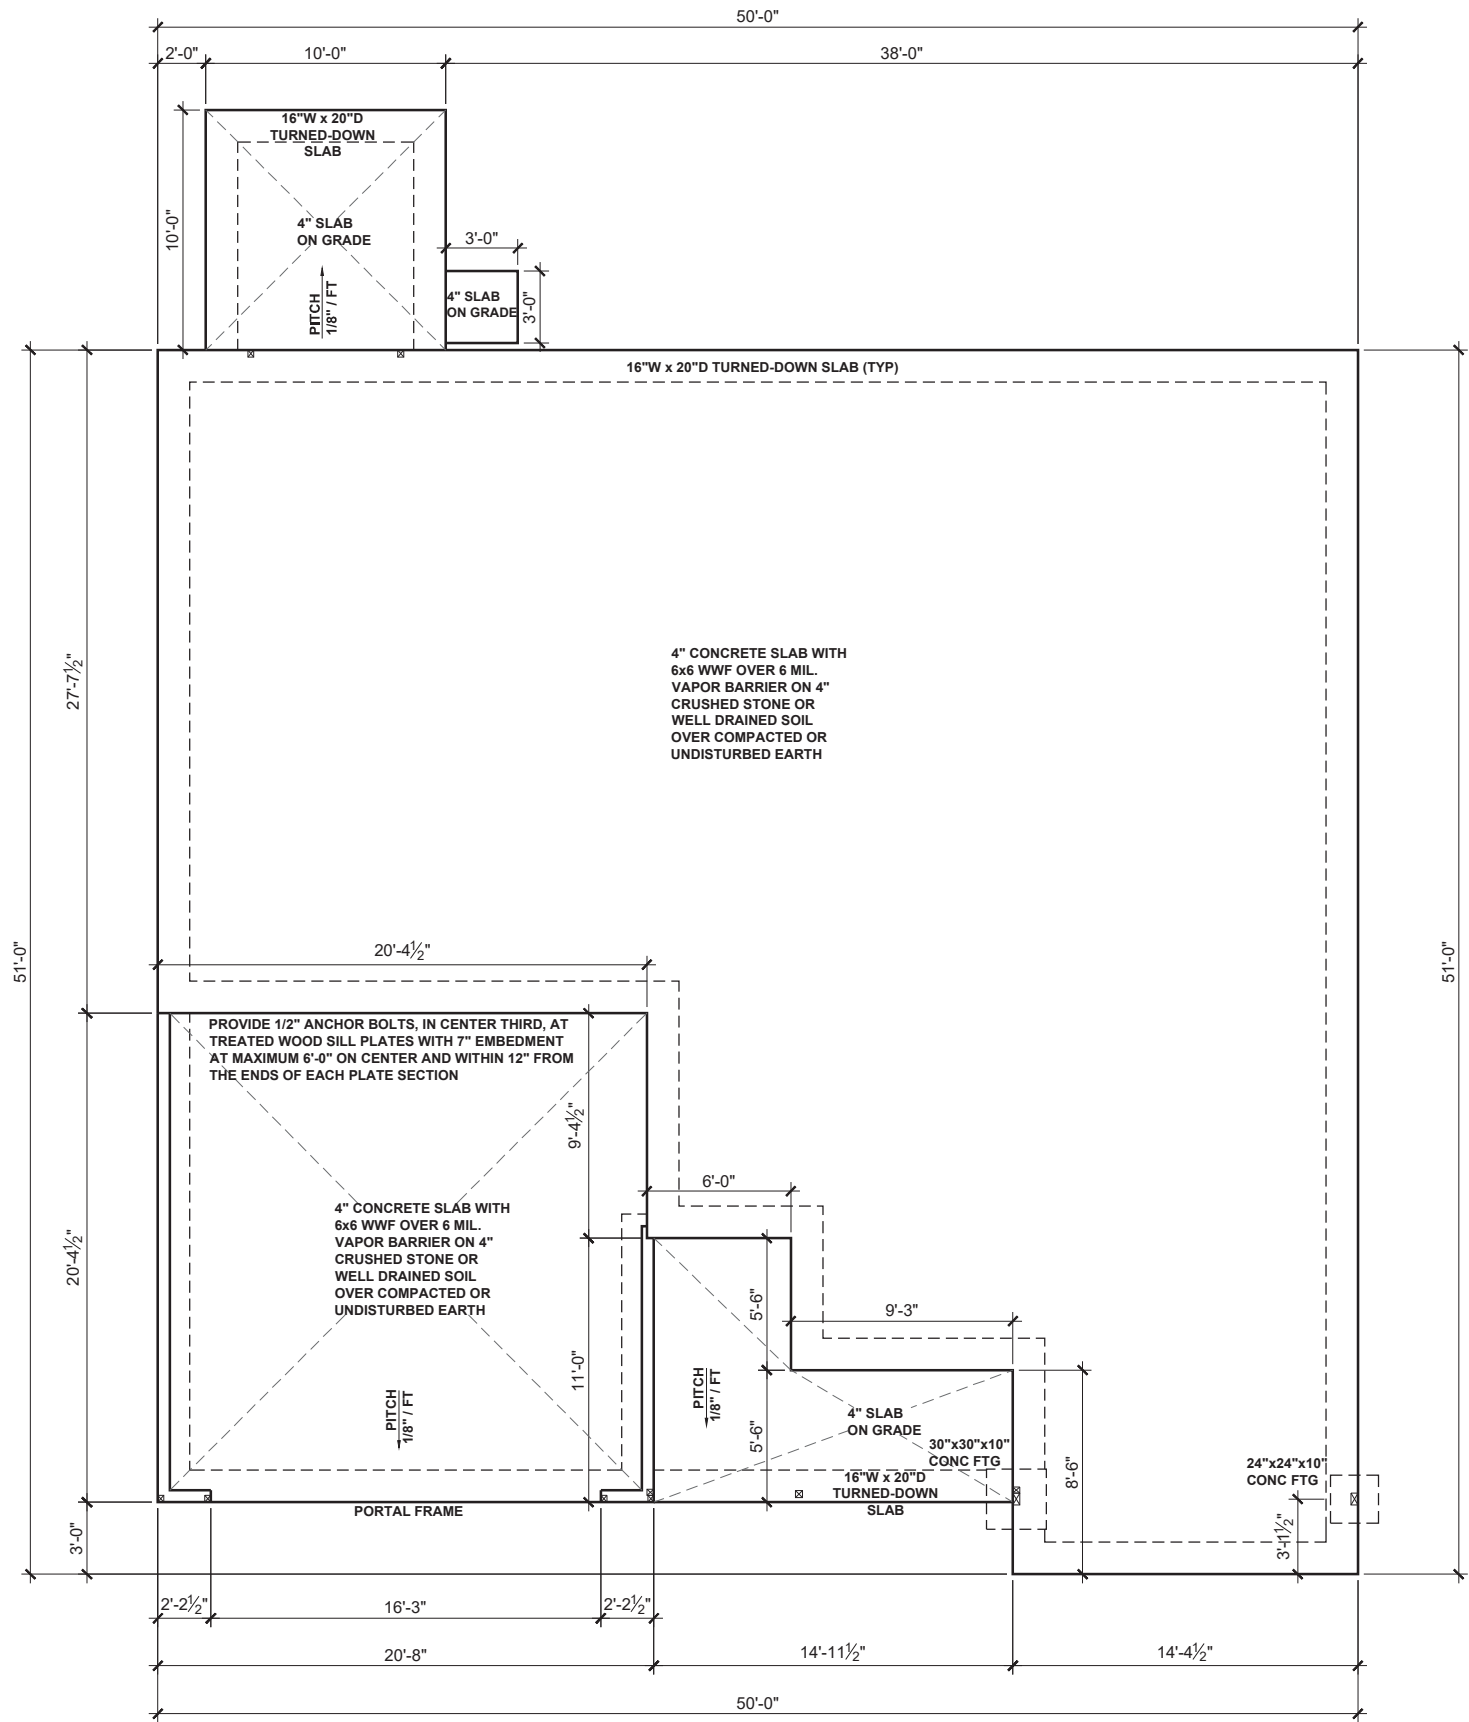 50'-0"
2'-0"
10'-0"
38'-0"
16"W x 20"D
TURNED-DOWN
SLAB
10'-0"
4" SLAB
ON GRADE
3'-0"
PITCH
1/8" / FT
4" SLAB
ON GRADE
3'-0"
16"W x 20"D TURNED-DOWN SLAB (TYP)
27'-7½"
4" CONCRETE SLAB WITH
6x6 WWF OVER 6 MIL.
VAPOR BARRIER ON 4"
CRUSHED STONE OR
WELL DRAINED SOIL
OVER COMPACTED OR
UNDISTURBED EARTH
51'-0"
51'-0"
20'-4½"
PROVIDE 1/2" ANCHOR BOLTS, IN CENTER THIRD, AT
TREATED WOOD SILL PLATES WITH 7" EMBEDMENT
AT MAXIMUM 6'-0" ON CENTER AND WITHIN 12" FROM
THE ENDS OF EACH PLATE SECTION
9'-4½"
6'-0"
20'-4½"
4" CONCRETE SLAB WITH
6x6 WWF OVER 6 MIL.
VAPOR BARRIER ON 4"
CRUSHED STONE OR
WELL DRAINED SOIL
OVER COMPACTED OR
UNDISTURBED EARTH
5'-6"
9'-3"
11'-0"
PITCH
1/8" / FT
PITCH
1/8" / FT
4" SLAB
ON GRADE
5'-6"
30"x30"x10"
CONC FTG
8'-6"
24"x24"x10"
CONC FTG
16"W x 20"D
TURNED-DOWN
SLAB
PORTAL FRAME
3'-0"
3'-1½"
2'-2½"
16'-3"
2'-2½"
20'-8"
14'-11½"
14'-4½"
50'-0"